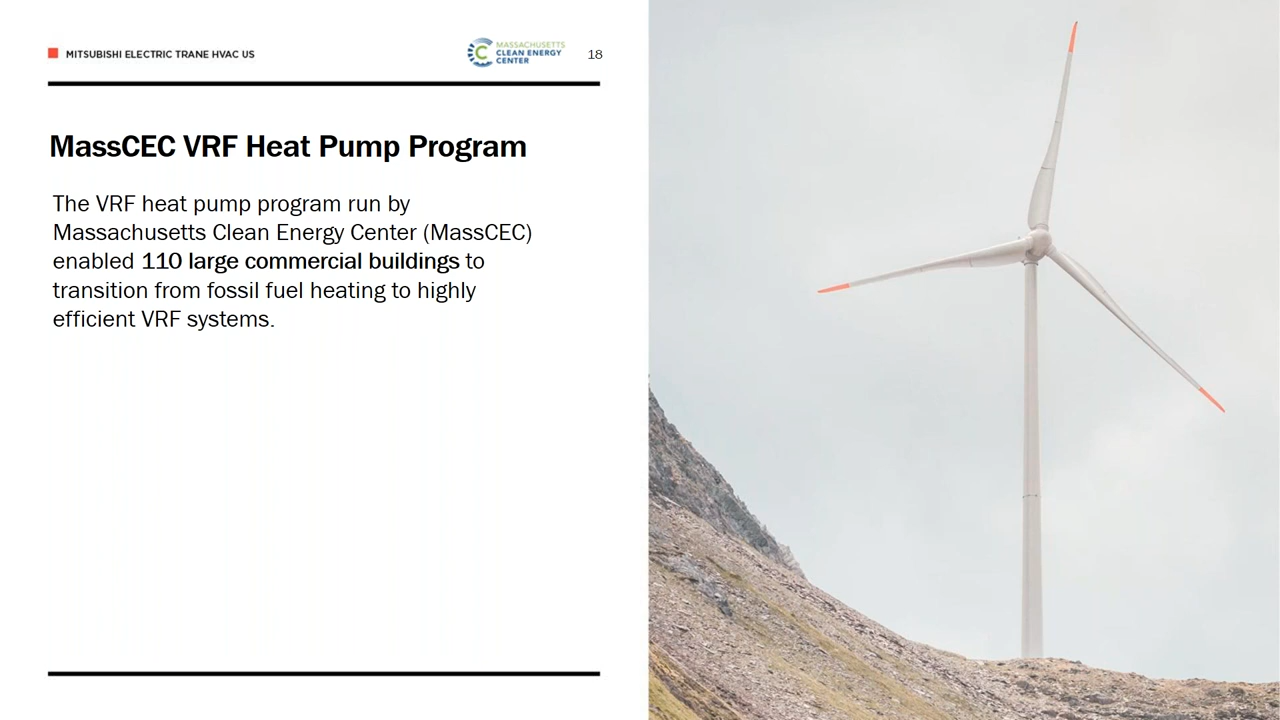 MITSUBISHI ELECTRIC TRANE HVAC US
MASSACHUSETTS
CLEAN ENERGY
CENTER
18
MassCEC VRF Heat Pump Program
The VRF heat pump program run by
Massachusetts Clean Energy Center (MassCEC)
enabled 110 large commercial buildings to
transition from fossil fuel heating to highly
efficient VRF systems.